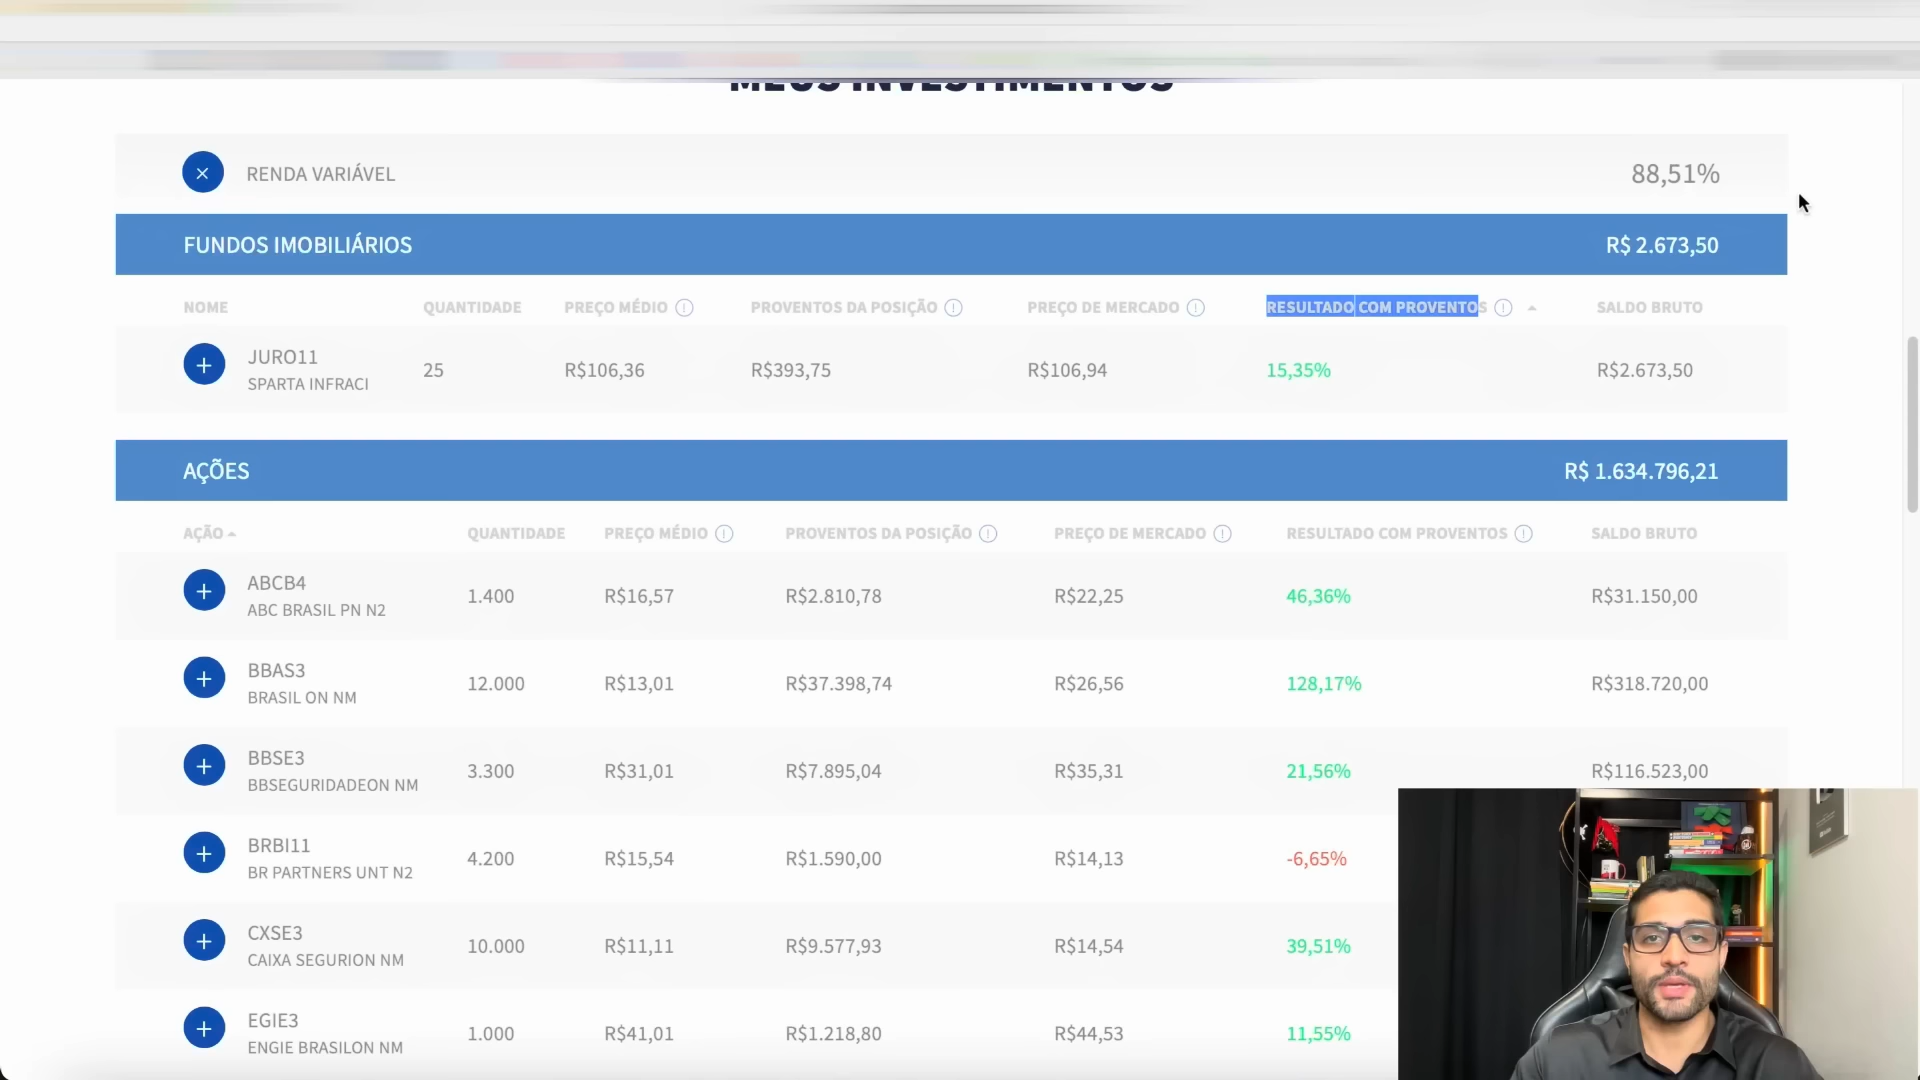 MEUS INVESTIMENTOS
RENDA VARIÁVEL 88,51%
FUNDOS IMOBILIÁRIOS R$ 2.673,50
NOME QUANTIDADE PREÇO MÉDIO PROVENTOS DA POSIÇÃO PREÇO DE MERCADO RESULTADO COM PROVENTOS SALDO BRUTO
JURO11 25 R$106,36 R$393,75 R$106,94 15,35% R$2.673,50
SPARTA INFRACI
AÇÕES R$ 1.634.796,21
AÇÃO QUANTIDADE PREÇO MÉDIO PROVENTOS DA POSIÇÃO PREÇO DE MERCADO RESULTADO COM PROVENTOS SALDO BRUTO
ABCB4 1.400 R$16,57 R$2.810,78 R$22,25 46,36% R$31.150,00
ABC BRASIL PN N2
BBAS3 12.000 R$13,01 R$37.398,74 R$26,56 128,17% R$318.720,00
BRASIL ON NM
BBSE3 3.300 R$31,01 R$7.895,04 R$35,31 21,56% R$116.523,00
BBSEGURIDADEON NM
BRBI11 4.200 R$15,54 R$1.590,00 R$14,13 -6,65%
BR PARTNERS UNT N2
CXSE3 10.000 R$11,11 R$9.577,93 R$14,54 39,51%
CAIXA SEGURION NM
EGIE3 1.000 R$41,01 R$1.218,80 R$44,53 11,55%
ENGIE BRASILON NM